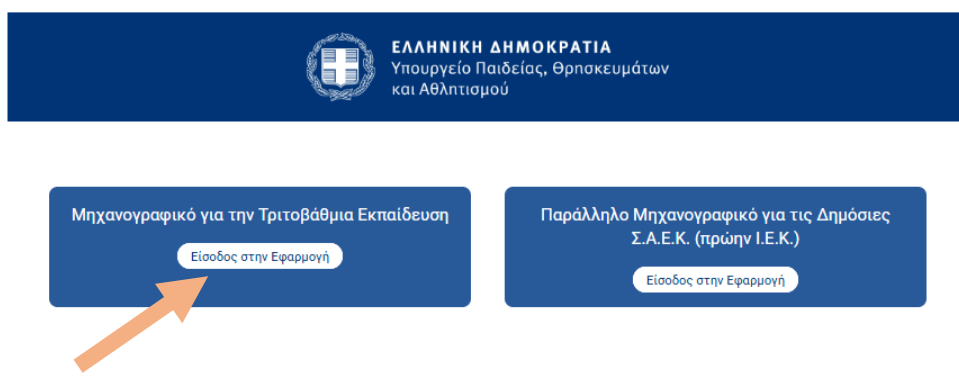 ΕΛΛΗΝΙΚΗ ΔΗΜΟΚΡΑΤΙΑ
Υπουργείο Παιδείας, Θρησκευμάτων
και Αθλητισμού
Μηχανογραφικό για την Τριτοβάθμια Εκπαίδευση
Είσοδος στην Εφαρμογή
Παράλληλο Μηχανογραφικό για τις Δημόσιες
Σ.Α.Ε.Κ. (πρώην Ι.Ε.Κ.)
Είσοδος στην Εφαρμογή